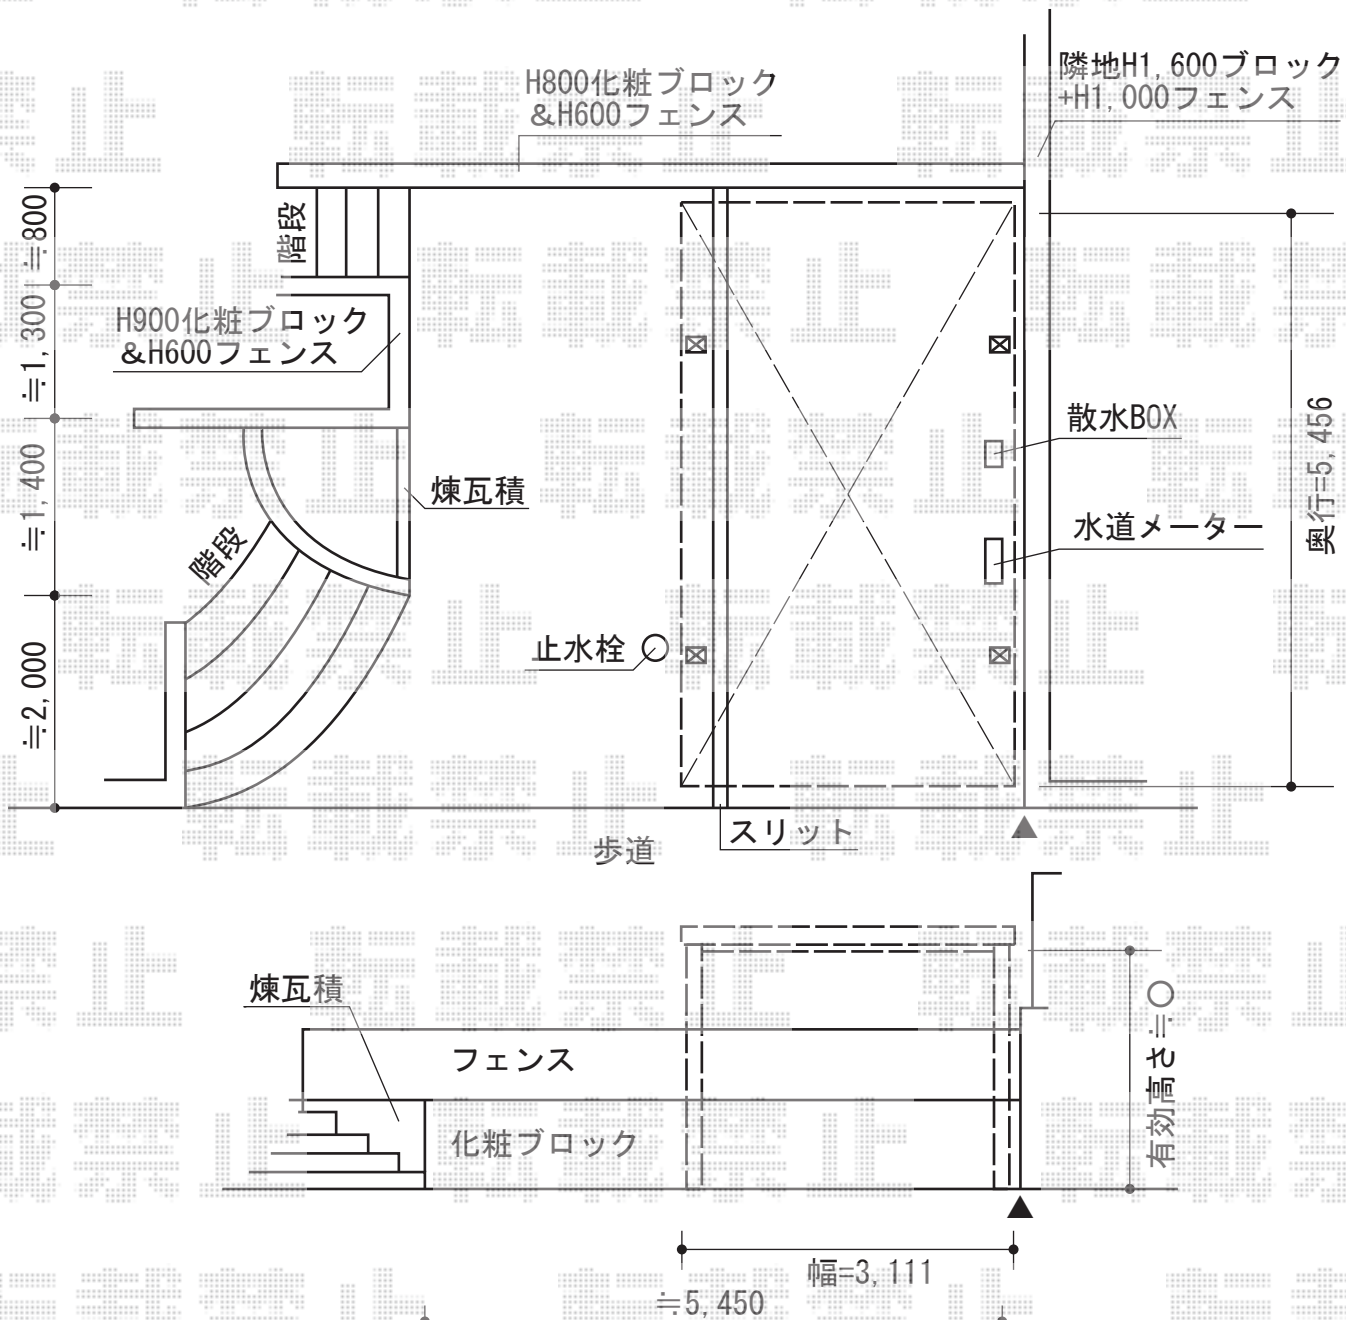 H800化粧ブロック
&H600フェンス
隣地H1,600ブロック
+H1,000フェンス
階段
≒800
≒1,300
≒1,400
≒2,000
H900化粧ブロック
&H600フェンス
煉瓦積
階段
散水BOX
水道メーター
奥行=5,456
止水栓
スリット
歩道
煉瓦積
フェンス
化粧ブロック
有効高さ≒〇
幅=3,111
≒5,450
転載禁止